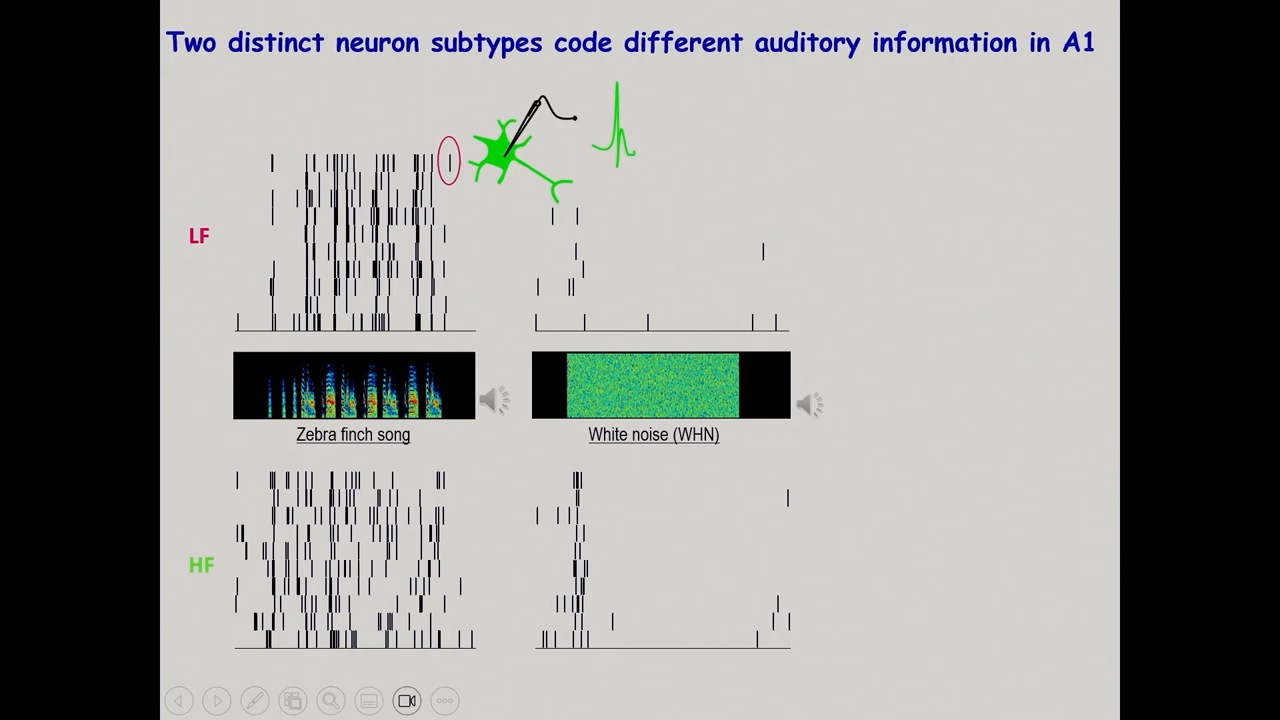 Two distinct neuron subtypes code different auditory information in A1
LF
Zebra finch song
White noise (WHN)
HF